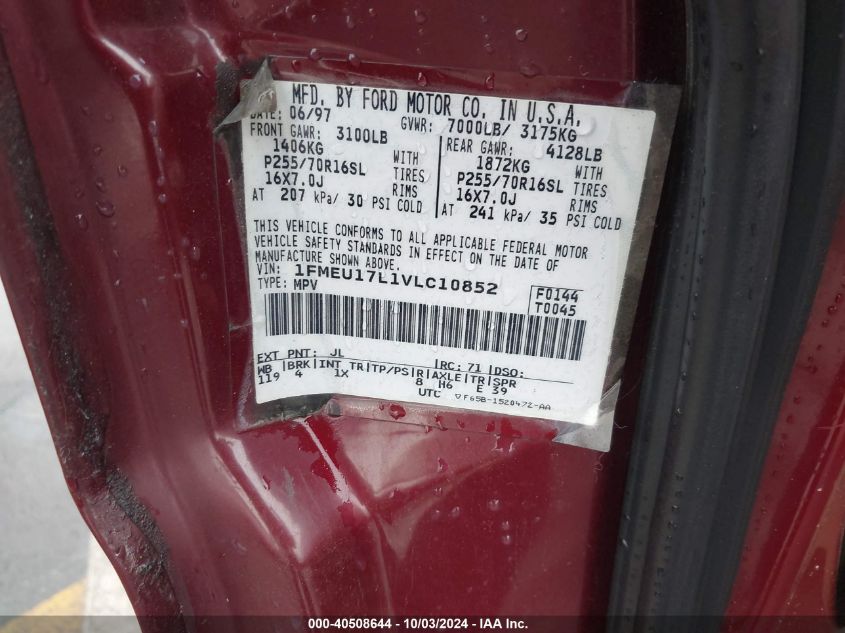 MFD. BY FORD MOTOR CO. IN U.S.A.
DATE: 06/97 GVWR: 7000LB/ 3175KG
FRONT GAWR: 3100LB REAR GAWR: 4128LB
1406KG WITH 1872KG WITH
P255/70R16SL TIRES P255/70R16SL TIRES
16X7.0J RIMS 16X7.0J RIMS
AT 207 kPa/ 30 PSI COLD AT 241 kPa/ 35 PSI COLD
THIS VEHICLE CONFORMS TO ALL APPLICABLE FEDERAL MOTOR
VEHICLE SAFETY STANDARDS IN EFFECT ON THE DATE OF
MANUFACTURE SHOWN ABOVE.
VIN: 1FMEU17L1VLC10852
TYPE: MPV
F0144
T0045
EXT PNT: JL RC: 71 DSO:
WB BRK INT TR TP/PS R AXLE TR SPR
119 4 1X 8 H6 E 39
UTC ▽F65B-1520472-AA
000-40508644 - 10/03/2024 - IAA Inc.